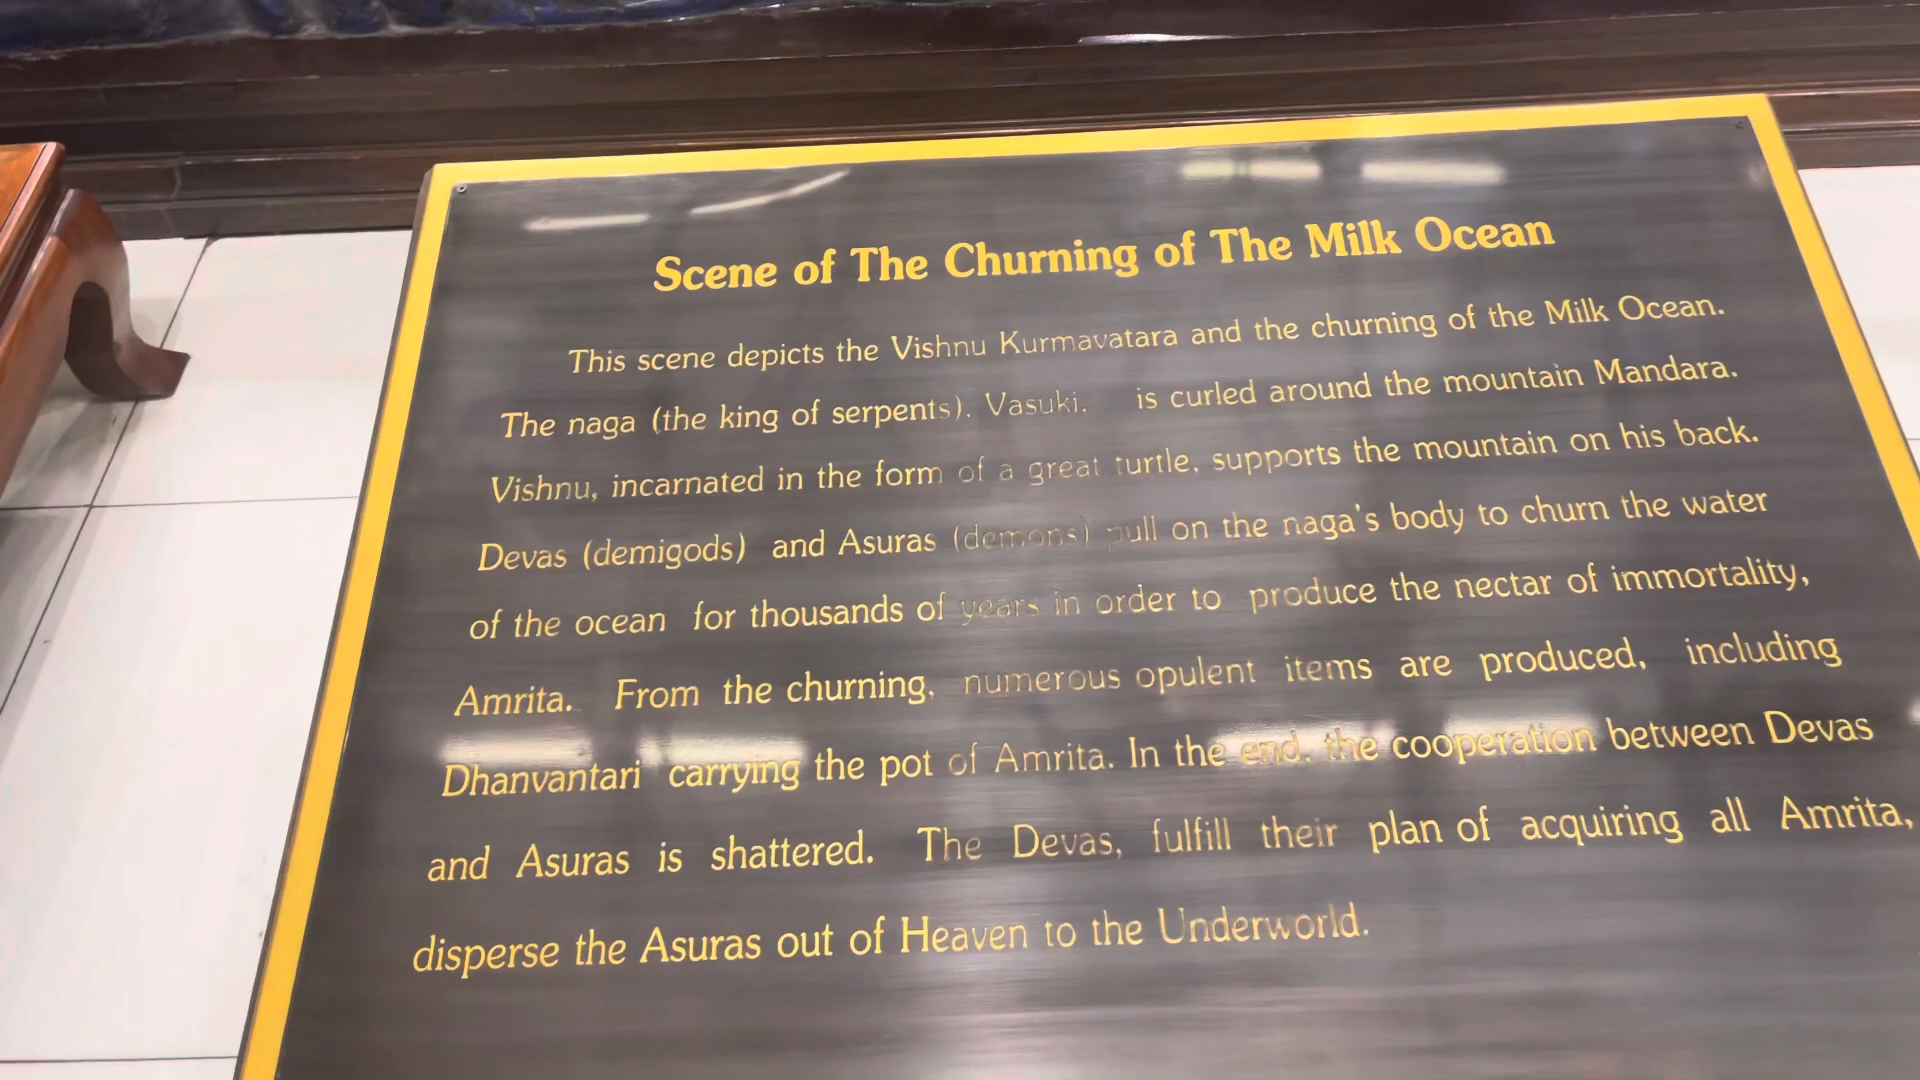 Scene of The Churning of The Milk Ocean
This scene depicts the Vishnu Kurmavatara and the churning of the Milk Ocean.
The naga (the king of serpents). Vasuki. is curled around the mountain Mandara.
Vishnu, incarnated in the form of a great turtle. supports the mountain on his back.
Devas (demigods) and Asuras (demons) pull on the naga's body to churn the water
of the ocean for thousands of years in order to produce the nectar of immortality,
Amrita. From the churning. numerous opulent items are produced, including
Dhanvantari carrying the pot of Amrita. In the end. the cooperation between Devas
and Asuras is shattered. The Devas, fulfill their plan of acquiring all Amrita,
disperse the Asuras out of Heaven to the Underworld.